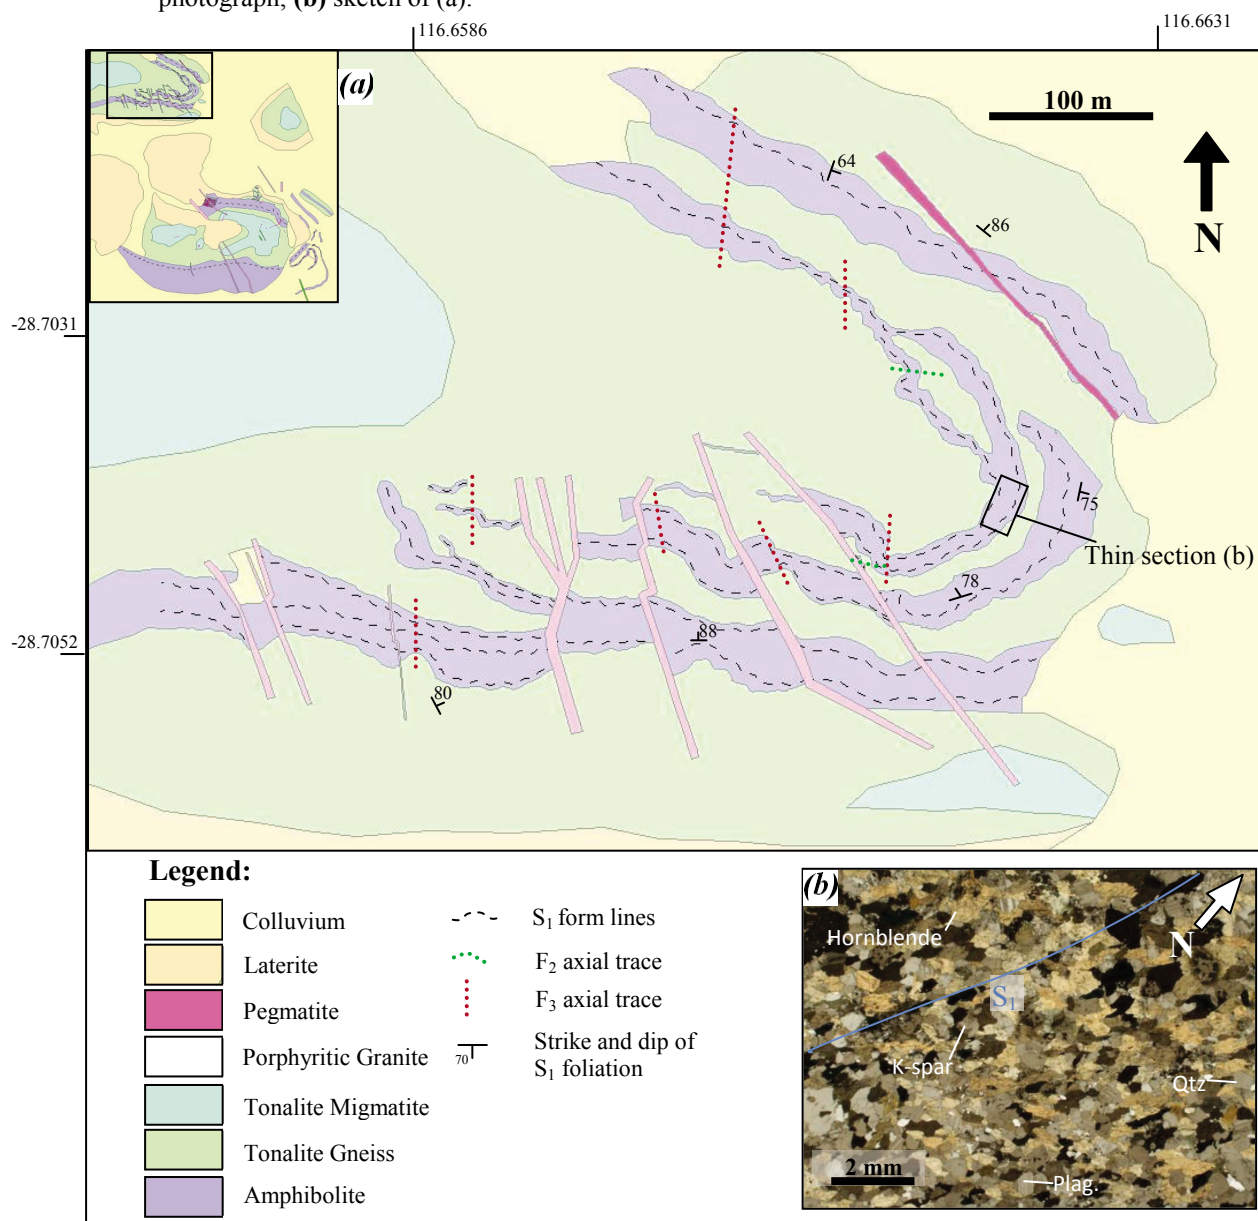 photograph; (b) sketch of (a).
116.6586
116.6631
(a)
100 m
64
86
N
-28.7031
75
Thin section (b)
78
88
-28.7052
80
Legend:
Colluvium
Laterite
Pegmatite
Porphyritic Granite
Tonalite Migmatite
Tonalite Gneiss
Amphibolite
S1 form lines
F2 axial trace
F3 axial trace
70
Strike and dip of
S1 foliation
(b)
Hornblende
N
S1
K-spar
Qtz
2 mm
Plag.